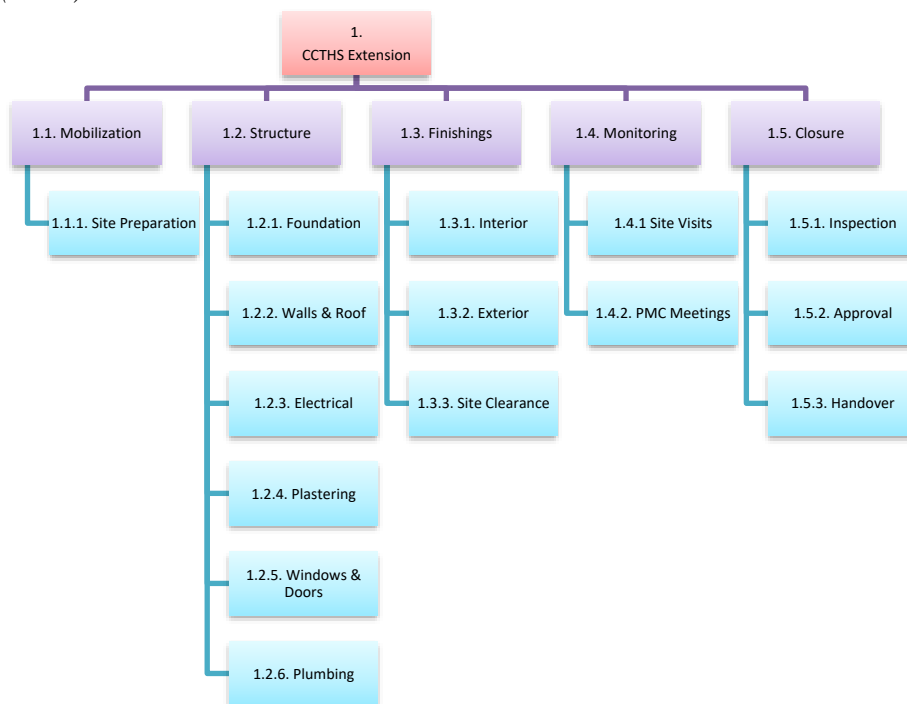 1.
CCTHS Extension
1.1. Mobilization
1.2. Structure
1.3. Finishings
1.4. Monitoring
1.5. Closure
1.1.1. Site Preparation
1.2.1. Foundation
1.3.1. Interior
1.4.1 Site Visits
1.5.1. Inspection
1.2.2. Walls & Roof
1.3.2. Exterior
1.4.2. PMC Meetings
1.5.2. Approval
1.2.3. Electrical
1.3.3. Site Clearance
1.5.3. Handover
1.2.4. Plastering
1.2.5. Windows &
Doors
1.2.6. Plumbing